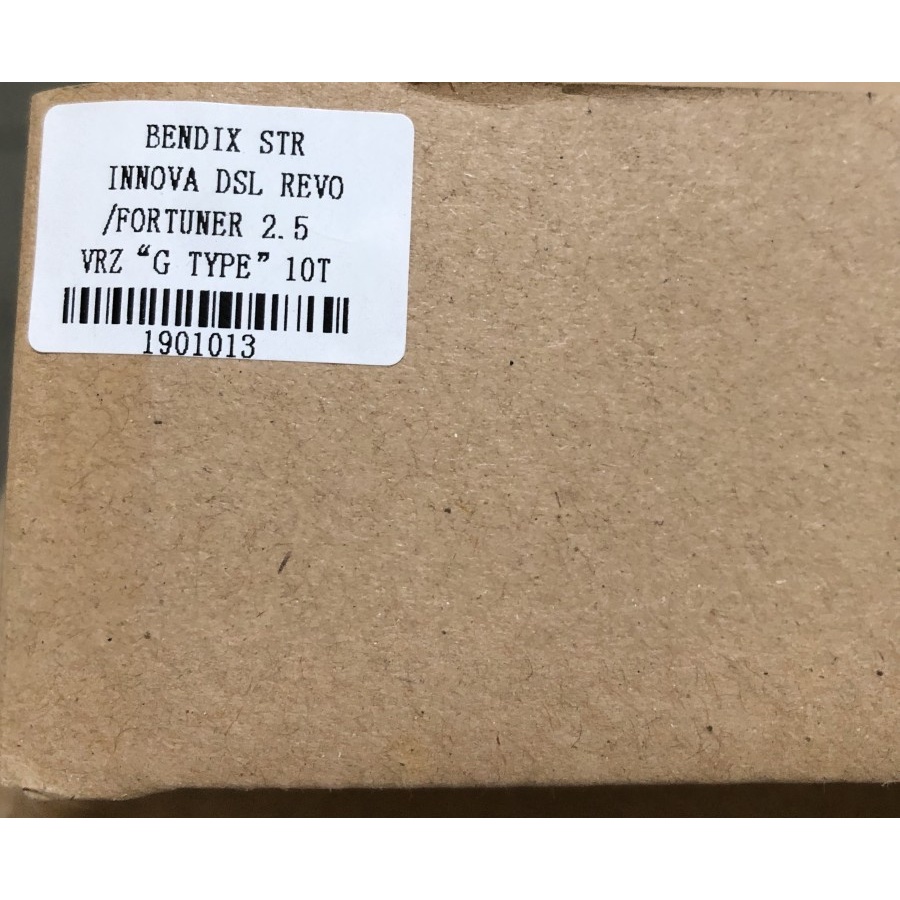 BENDIX STR
INNOVA DSL REVO
/FORTUNER 2.5
VRZ “G TYPE” 10T
1901013